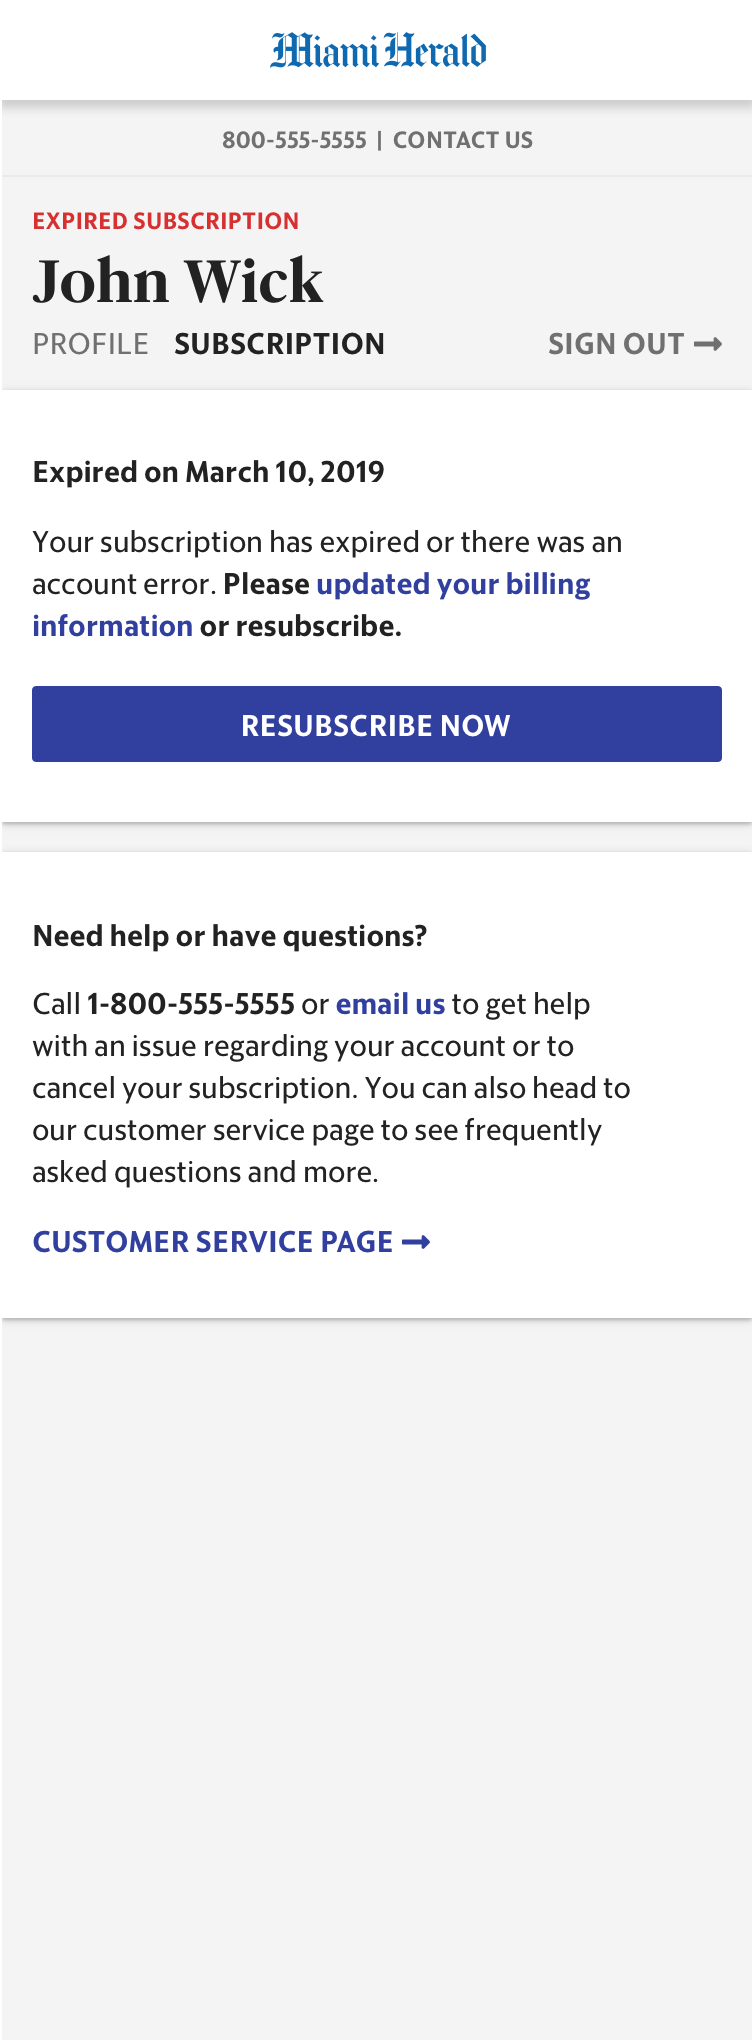 Miami Herald
800-555-5555 | CONTACT US
EXPIRED SUBSCRIPTION
John Wick
PROFILE SUBSCRIPTION SIGN OUT →
Expired on March 10, 2019
Your subscription has expired or there was an
account error. Please updated your billing
information or resubscribe.
RESUBSCRIBE NOW
Need help or have questions?
Call 1-800-555-5555 or email us to get help
with an issue regarding your account or to
cancel your subscription. You can also head to
our customer service page to see frequently
asked questions and more.
CUSTOMER SERVICE PAGE →